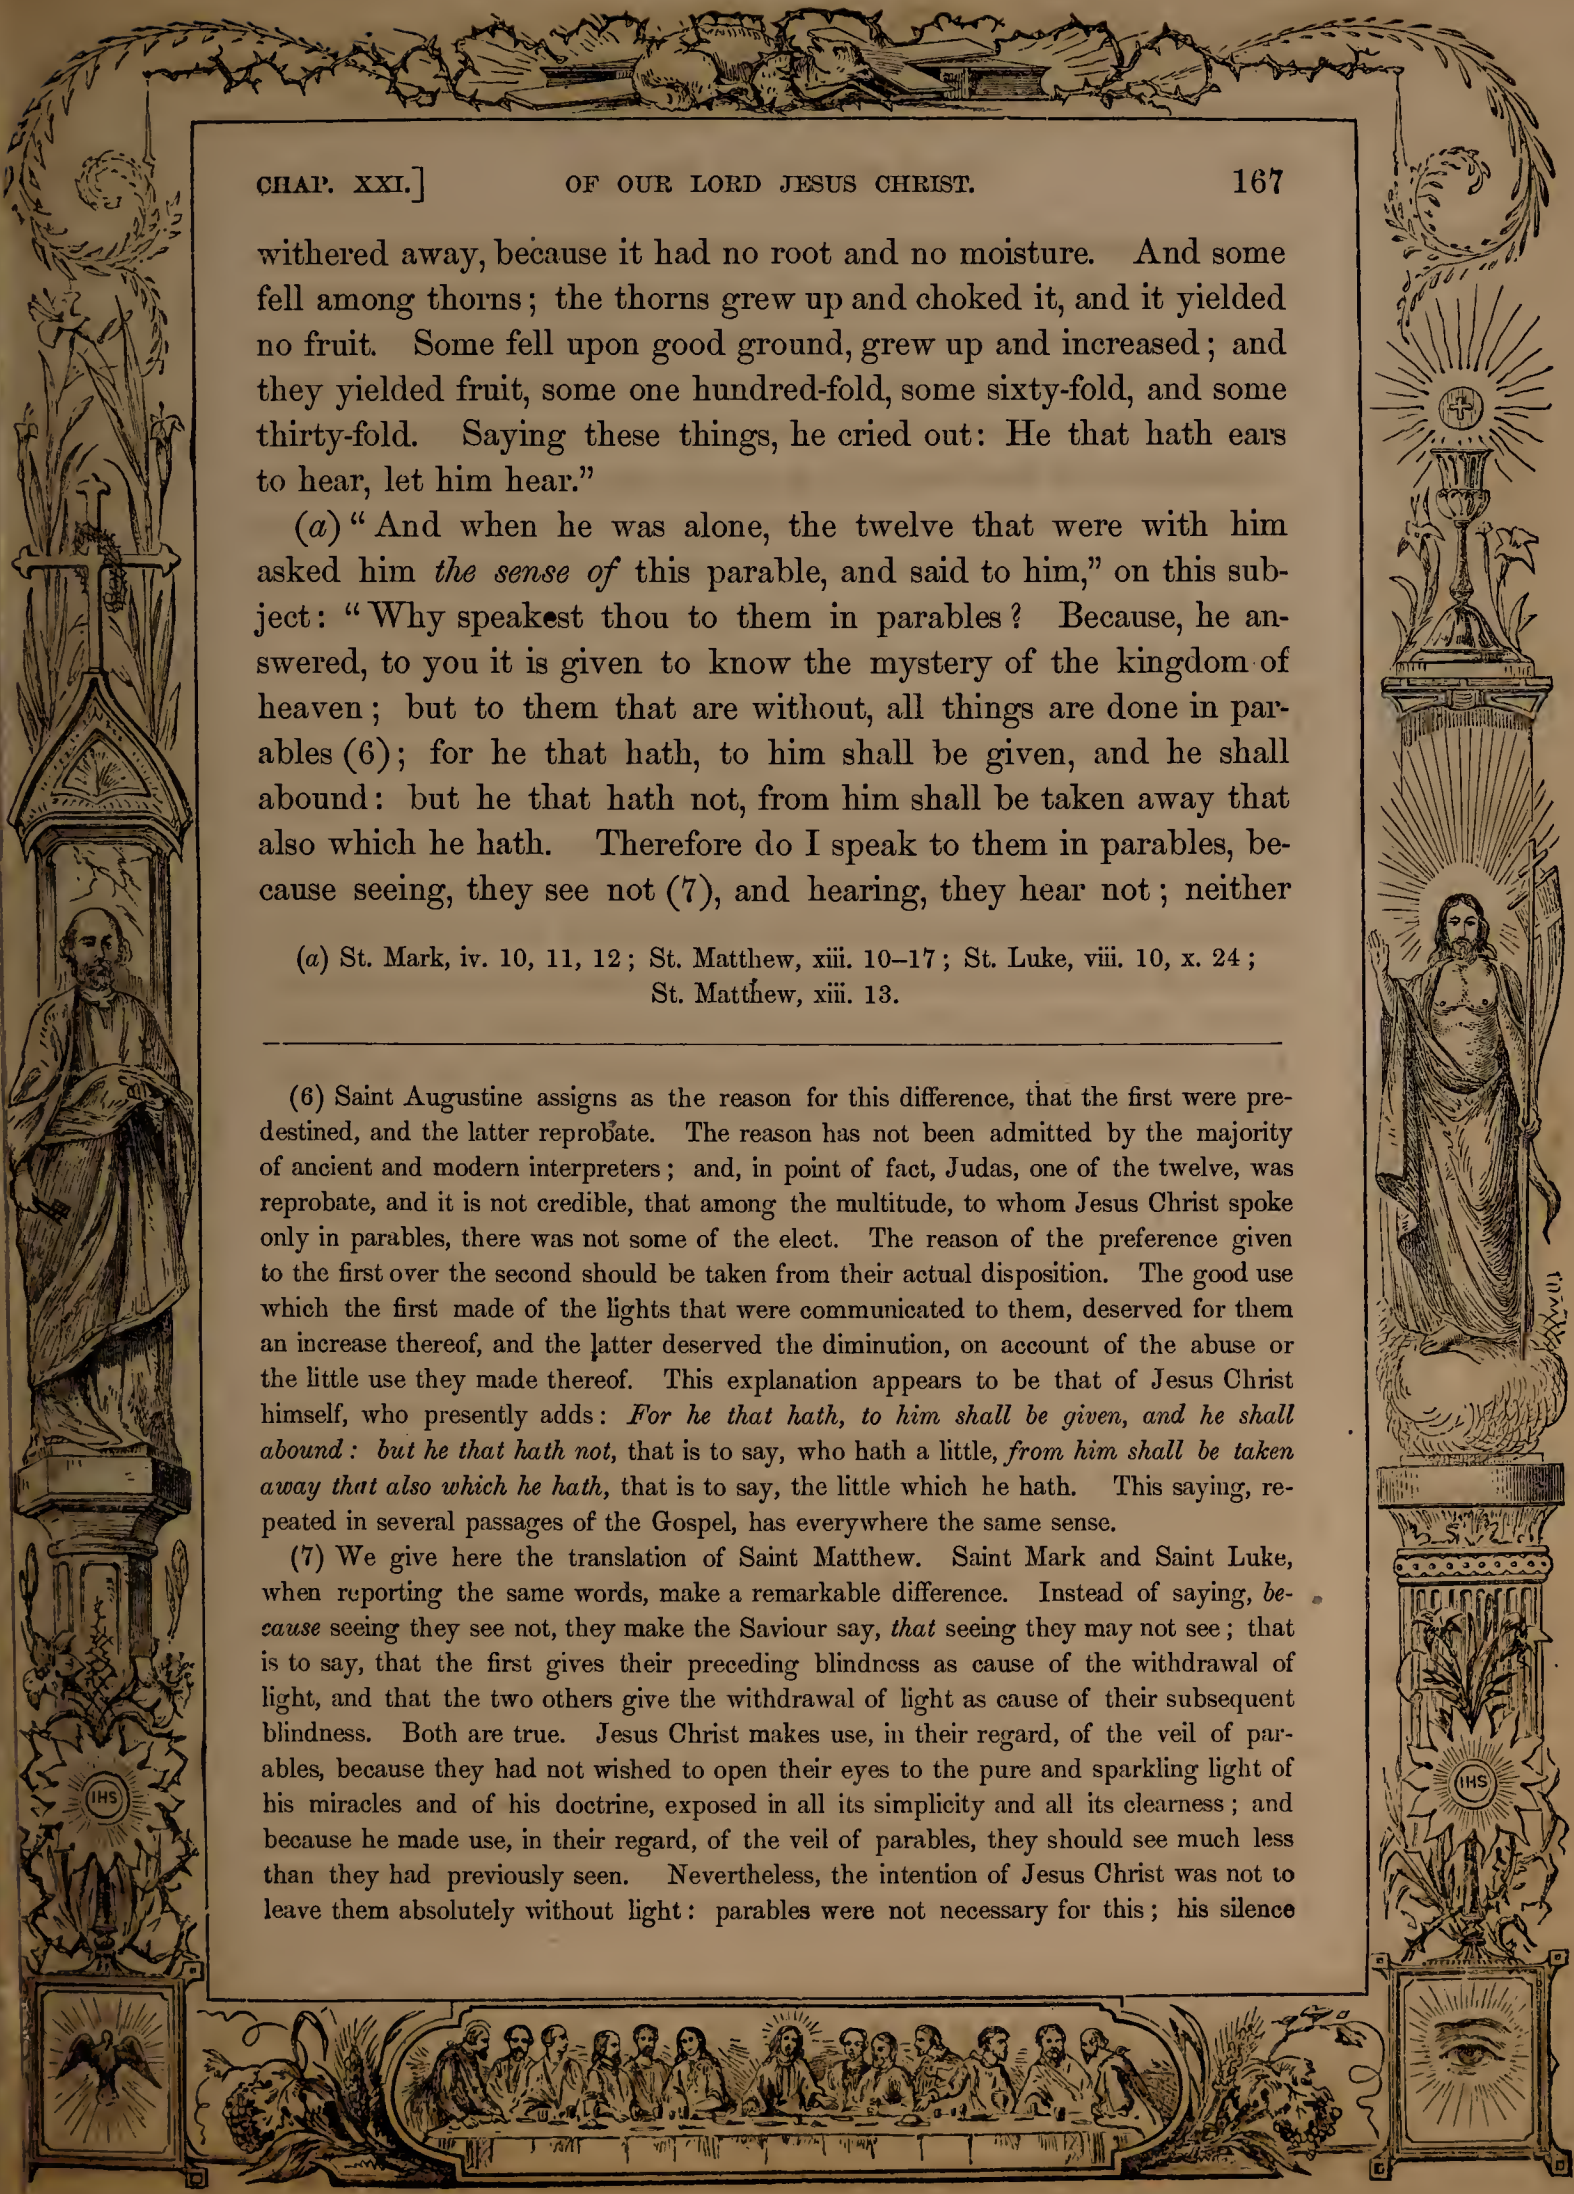 CHAP. XXI.] OF OUR LORD JESUS CHRIST. 167
withered away, because it had no root and no moisture. And some
fell among thorns; the thorns grew up and choked it, and it yielded
no fruit. Some fell upon good ground, grew up and increased; and
they yielded fruit, some one hundred-fold, some sixty-fold, and some
thirty-fold. Saying these things, he cried out: He that hath ears
to hear, let him hear.”
(a) “And when he was alone, the twelve that were with him
asked him the sense of this parable, and said to him,” on this sub-
ject: “Why speakest thou to them in parables? Because, he an-
swered, to you it is given to know the mystery of the kingdom of
heaven; but to them that are without, all things are done in par-
ables (6); for he that hath, to him shall be given, and he shall
abound: but he that hath not, from him shall be taken away that
also which he hath. Therefore do I speak to them in parables, be-
cause seeing, they see not (7), and hearing, they hear not; neither
(a) St. Mark, iv. 10, 11, 12; St. Matthew, xiii. 10–17; St. Luke, viii. 10, x. 24;
St. Matthew, xiii. 13.
(6) Saint Augustine assigns as the reason for this difference, that the first were pre-
destined, and the latter reprobate. The reason has not been admitted by the majority
of ancient and modern interpreters; and, in point of fact, Judas, one of the twelve, was
reprobate, and it is not credible, that among the multitude, to whom Jesus Christ spoke
only in parables, there was not some of the elect. The reason of the preference given
to the first over the second should be taken from their actual disposition. The good use
which the first made of the lights that were communicated to them, deserved for them
an increase thereof, and the latter deserved the diminution, on account of the abuse or
the little use they made thereof. This explanation appears to be that of Jesus Christ
himself, who presently adds: For he that hath, to him shall be given, and he shall
abound: but he that hath not, that is to say, who hath a little, from him shall be taken
away that also which he hath, that is to say, the little which he hath. This saying, re-
peated in several passages of the Gospel, has everywhere the same sense.
(7) We give here the translation of Saint Matthew. Saint Mark and Saint Luke,
when reporting the same words, make a remarkable difference. Instead of saying, be-
cause seeing they see not, they make the Saviour say, that seeing they may not see; that
is to say, that the first gives their preceding blindness as cause of the withdrawal of
light, and that the two others give the withdrawal of light as cause of their subsequent
blindness. Both are true. Jesus Christ makes use, in their regard, of the veil of par-
ables, because they had not wished to open their eyes to the pure and sparkling light of
his miracles and of his doctrine, exposed in all its simplicity and all its clearness; and
because he made use, in their regard, of the veil of parables, they should see much less
than they had previously seen. Nevertheless, the intention of Jesus Christ was not to
leave them absolutely without light: parables were not necessary for this; his silence
IHS
IHS